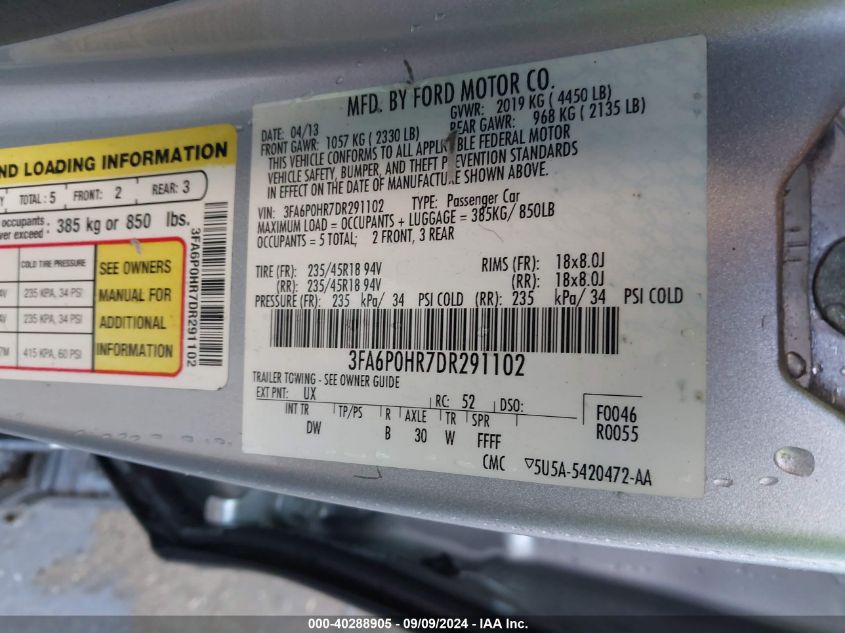 MFD. BY FORD MOTOR CO.
DATE: 04/13 GVWR: 2019 KG ( 4450 LB)
FRONT GAWR: 1057 KG ( 2330 LB) REAR GAWR: 968 KG ( 2135 LB)
THIS VEHICLE CONFORMS TO ALL APPLICABLE FEDERAL MOTOR
VEHICLE SAFETY, BUMPER, AND THEFT PREVENTION STANDARDS
IN EFFECT ON THE DATE OF MANUFACTURE SHOWN ABOVE.
VIN: 3FA6P0HR7DR291102 TYPE: Passenger Car
MAXIMUM LOAD = OCCUPANTS + LUGGAGE = 385KG/ 850LB
OCCUPANTS = 5 TOTAL; 2 FRONT, 3 REAR
TIRE (FR): 235/45R18 94V RIMS (FR): 18x8.0J
(RR): 235/45R18 94V (RR): 18x8.0J
PRESSURE (FR): 235 kPa/ 34 PSI COLD (RR): 235 kPa/ 34 PSI COLD
3FA6P0HR7DR291102
TRAILER TOWING - SEE OWNER GUIDE
EXT PNT: UX RC: 52 DSO:
INT TR TP/PS R AXLE TR SPR F0046
DW B 30 W FFFF R0055
CMC ▽5U5A-5420472-AA
ND LOADING INFORMATION
Y TOTAL : 5 FRONT: 2 REAR: 3
occupants
ver exceed : 385 kg or 850 lbs.
COLD TIRE PRESSURE
4V 235 KPA, 34 PSI
4V 235 KPA, 34 PSI
7M 415 KPA, 60 PSI
SEE OWNERS
MANUAL FOR
ADDITIONAL
INFORMATION
3FA6P0HR7DR291102
000-40288905 - 09/09/2024 - IAA, LLC.